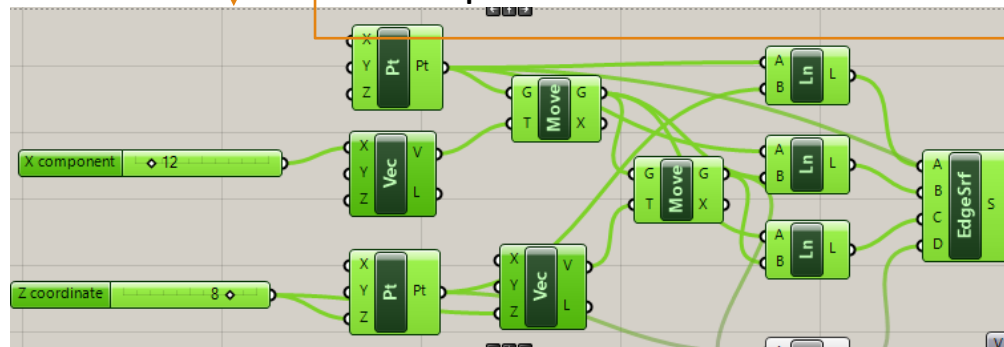 X
Y Pt Pt
Z
G Move G
T X
A Ln L
B
X component 12
X
Y Vec V
Z L
A Ln L
B
G Move G
T X
A
B EdgeSrf S
C
D
A Ln L
B
Z coordinate 8
X
Y Pt Pt
Z
X Vec V
Y
Z L